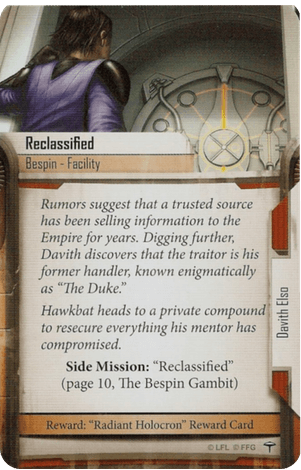 Reclassified
Bespin - Facility
Rumors suggest that a trusted source
has been selling information to the
Empire for years. Digging further,
Davith discovers that the traitor is his
former handler, known enigmatically
as “The Duke.”
Hawkbat heads to a private compound
to resecure everything his mentor has
compromised.
Side Mission: “Reclassified”
(page 10, The Bespin Gambit)
Davith Elso
Reward: “Radiant Holocron” Reward Card
© LFL © FFG